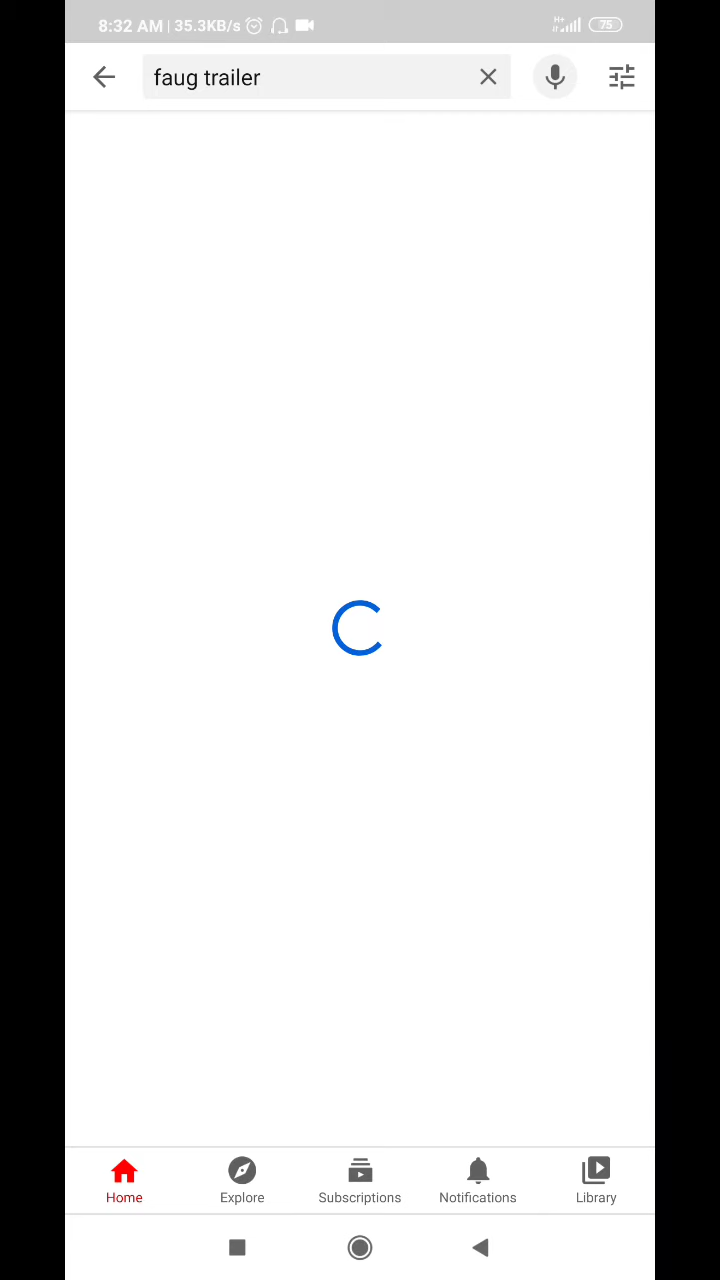 8:32 AM | 35.3KB/s H+ 75
faug trailer
Home Explore Subscriptions Notifications Library